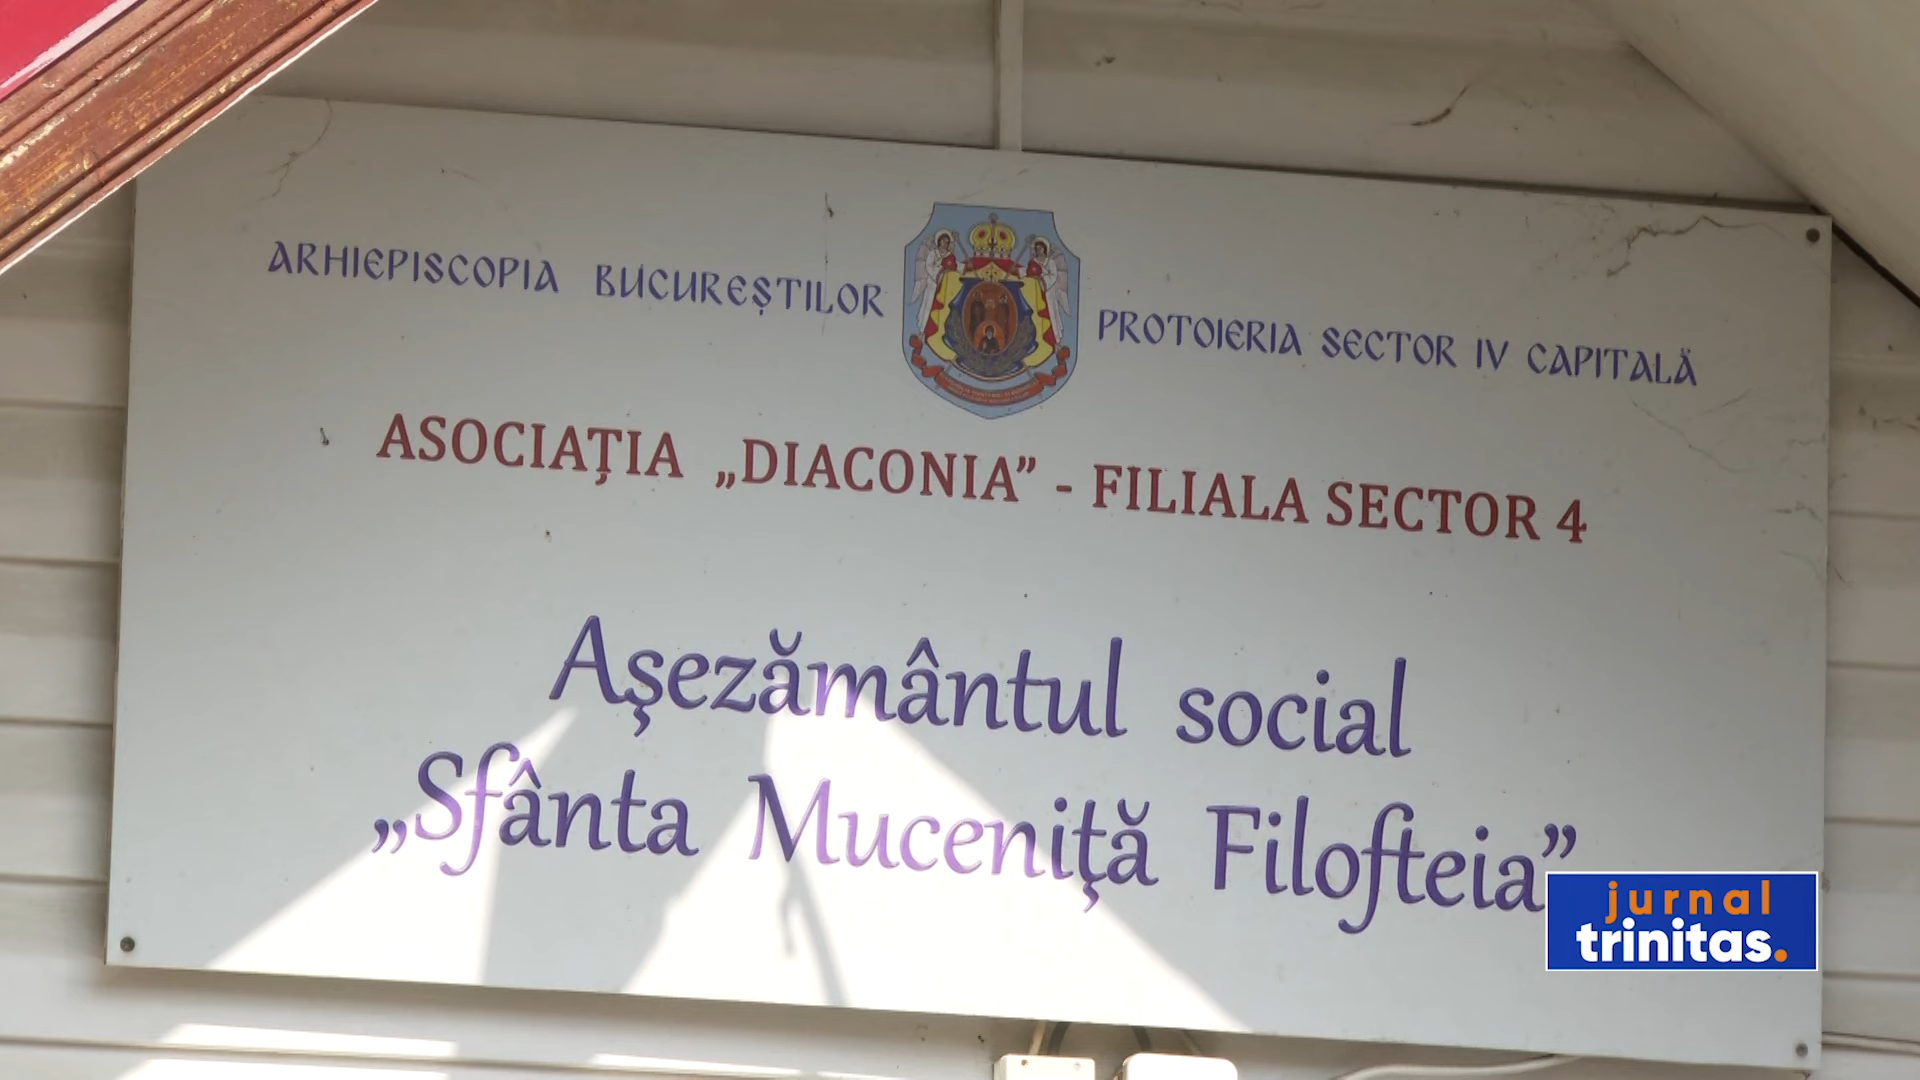 ARHIEPISCOPIA BUCUREȘTILOR
PROTOIERIA SECTOR IV CAPITALĂ
ASOCIAȚIA „DIACONIA” - FILIALA SECTOR 4
Așezământul social
„Sfânta Muceniță Filofteia”
jurnal
trinitas.